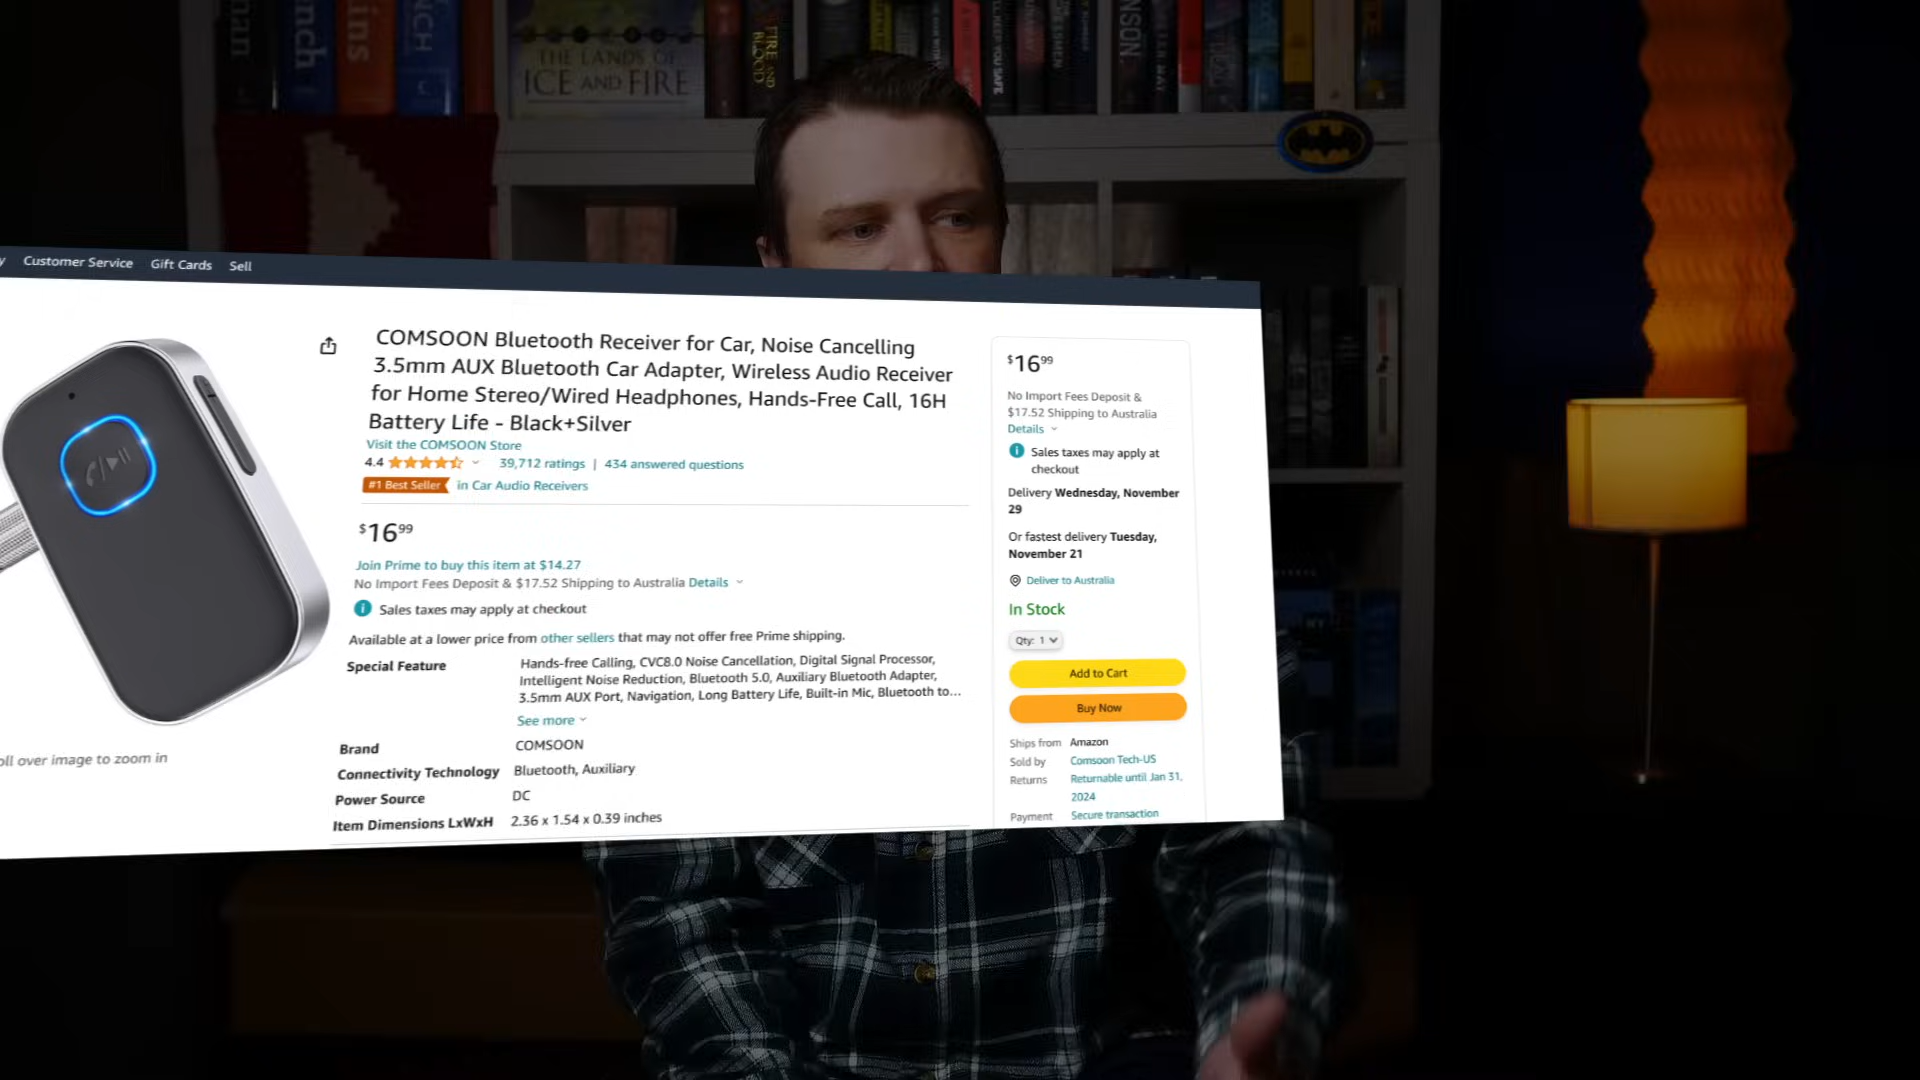 THE LANDS OF
ICE AND FIRE
FIRE AND BLOOD
Customer Service Gift Cards Sell
COMSOON Bluetooth Receiver for Car, Noise Cancelling
3.5mm AUX Bluetooth Car Adapter, Wireless Audio Receiver
for Home Stereo/Wired Headphones, Hands-Free Call, 16H
Battery Life - Black+Silver
Visit the COMSOON Store
4.4 39,712 ratings | 434 answered questions
#1 Best Seller in Car Audio Receivers
$16 99
Join Prime to buy this item at $14.27
No Import Fees Deposit & $17.52 Shipping to Australia Details
Sales taxes may apply at checkout
Available at a lower price from other sellers that may not offer free Prime shipping.
Special Feature Hands-free Calling, CVC8.0 Noise Cancellation, Digital Signal Processor,
Intelligent Noise Reduction, Bluetooth 5.0, Auxiliary Bluetooth Adapter,
3.5mm AUX Port, Navigation, Long Battery Life, Built-in Mic, Bluetooth to...
See more
Brand COMSOON
Connectivity Technology Bluetooth, Auxiliary
Power Source DC
Item Dimensions LxWxH 2.36 x 1.54 x 0.39 inches
oll over image to zoom in
$16 99
No Import Fees Deposit &
$17.52 Shipping to Australia
Details
Sales taxes may apply at
checkout
Delivery Wednesday, November
29
Or fastest delivery Tuesday,
November 21
Deliver to Australia
In Stock
Qty: 1
Add to Cart
Buy Now
Ships from Amazon
Sold by Comsoon Tech-US
Returns Returnable until Jan 31,
2024
Payment Secure transaction